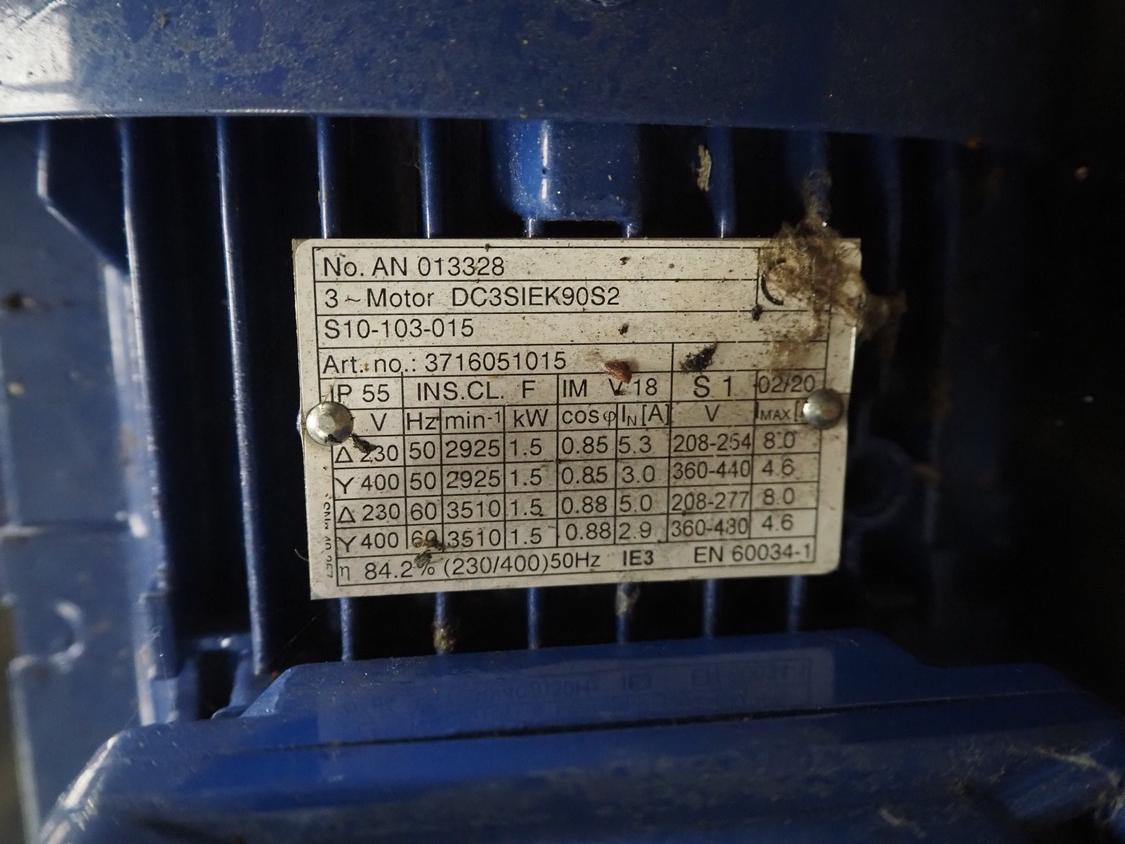 No. AN 013328
3 ~ Motor DC3SIEK90S2
S10-103-015
Art. no.: 3716051015
IP 55 INS.CL. F IM V 18 S 1 02/20
V Hz min-1 kW cos φ IN [A] V IMAX
Δ 230 50 2925 1.5 0.85 5.3 208-254 8.0
Y 400 50 2925 1.5 0.85 3.0 360-440 4.6
Δ 230 60 3510 1.5 0.88 5.0 208-277 8.0
Y 400 60 3510 1.5 0.88 2.9 360-480 4.6
η 84.2% (230/400)50Hz IE3 EN 60034-1